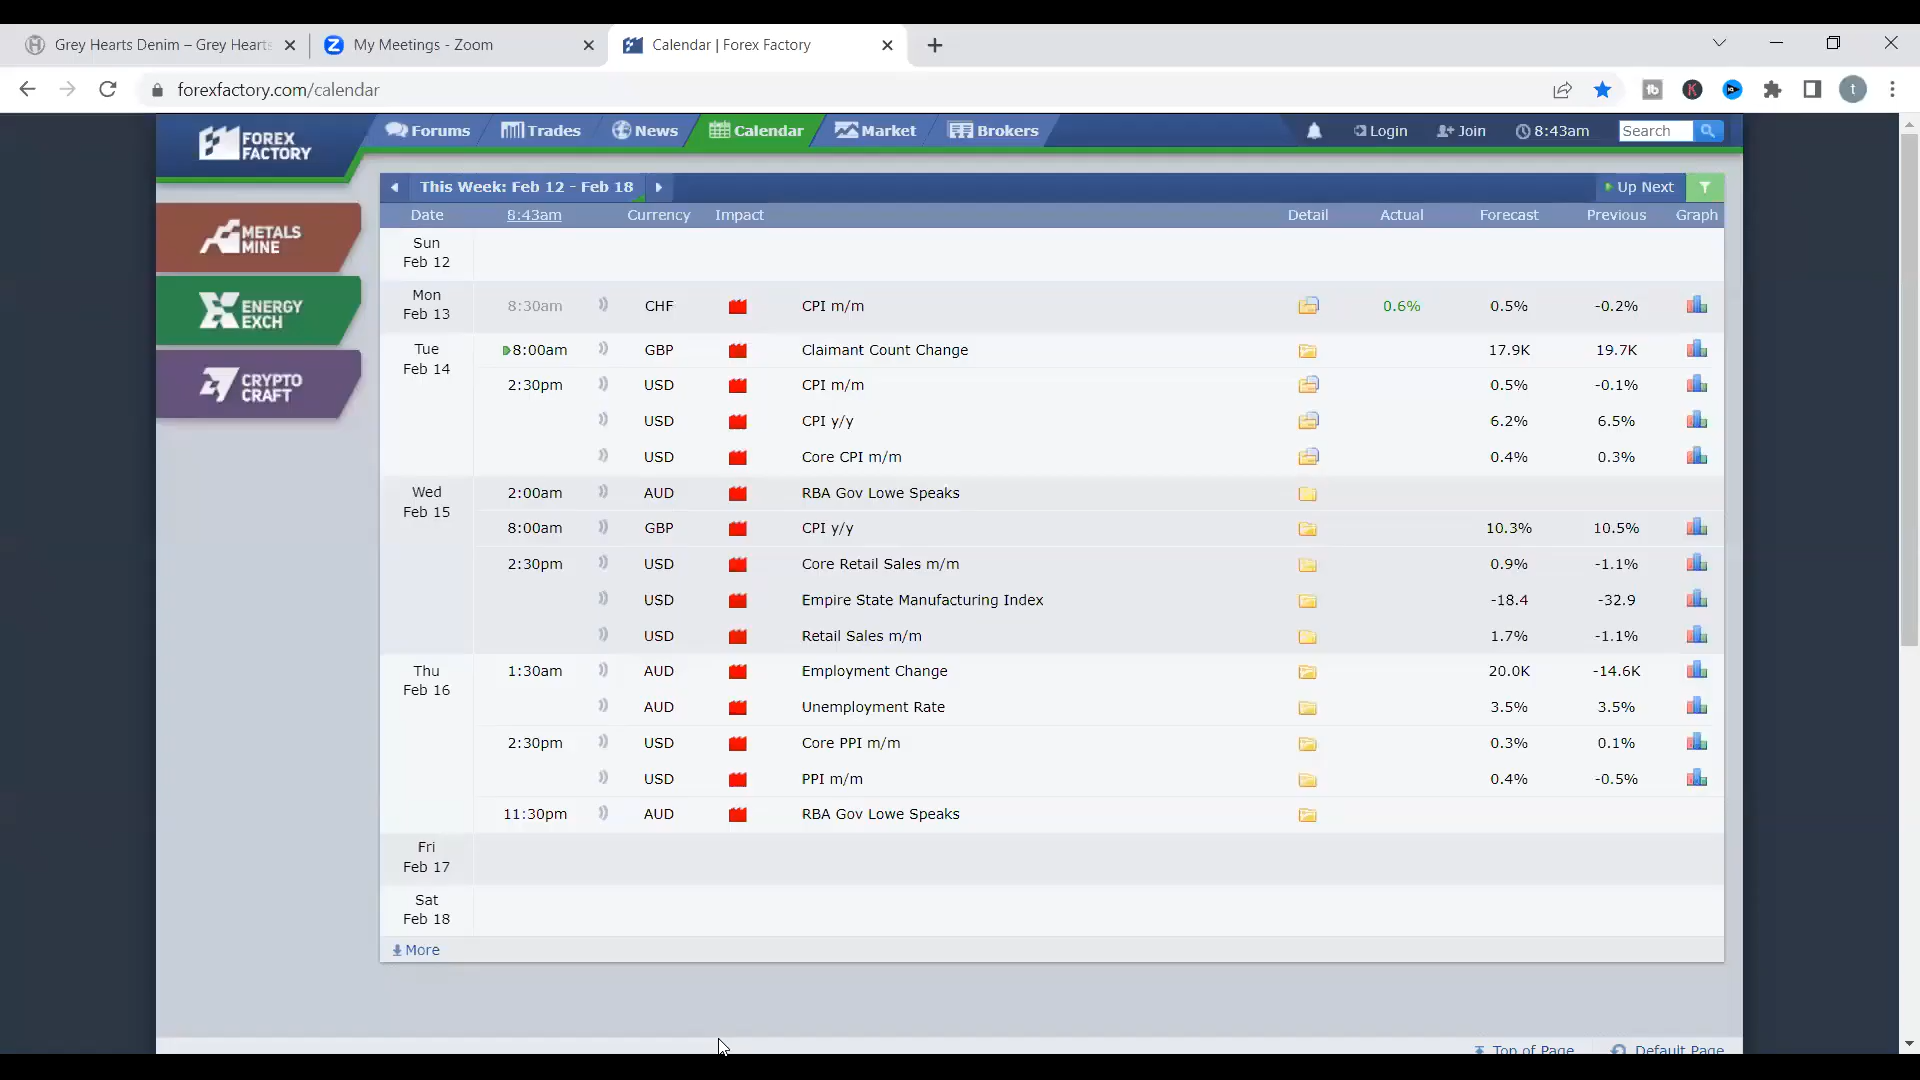 Grey Hearts Denim – Grey Hearts
My Meetings - Zoom
Calendar | Forex Factory
forexfactory.com/calendar
t
FOREX FACTORY
Forums Trades News Calendar Market Brokers Login Join 8:43am Search
METALS MINE
ENERGY EXCH
CRYPTO CRAFT
This Week: Feb 12 - Feb 18 Up Next
Date 8:43am Currency Impact Detail Actual Forecast Previous Graph
Sun Feb 12
Mon Feb 13 8:30am CHF CPI m/m 0.6% 0.5% -0.2%
Tue Feb 14 8:00am GBP Claimant Count Change 17.9K 19.7K
2:30pm USD CPI m/m 0.5% -0.1%
USD CPI y/y 6.2% 6.5%
USD Core CPI m/m 0.4% 0.3%
Wed Feb 15 2:00am AUD RBA Gov Lowe Speaks
8:00am GBP CPI y/y 10.3% 10.5%
2:30pm USD Core Retail Sales m/m 0.9% -1.1%
USD Empire State Manufacturing Index -18.4 -32.9
USD Retail Sales m/m 1.7% -1.1%
Thu Feb 16 1:30am AUD Employment Change 20.0K -14.6K
AUD Unemployment Rate 3.5% 3.5%
2:30pm USD Core PPI m/m 0.3% 0.1%
USD PPI m/m 0.4% -0.5%
11:30pm AUD RBA Gov Lowe Speaks
Fri Feb 17
Sat Feb 18
More
Top of Page Default Page